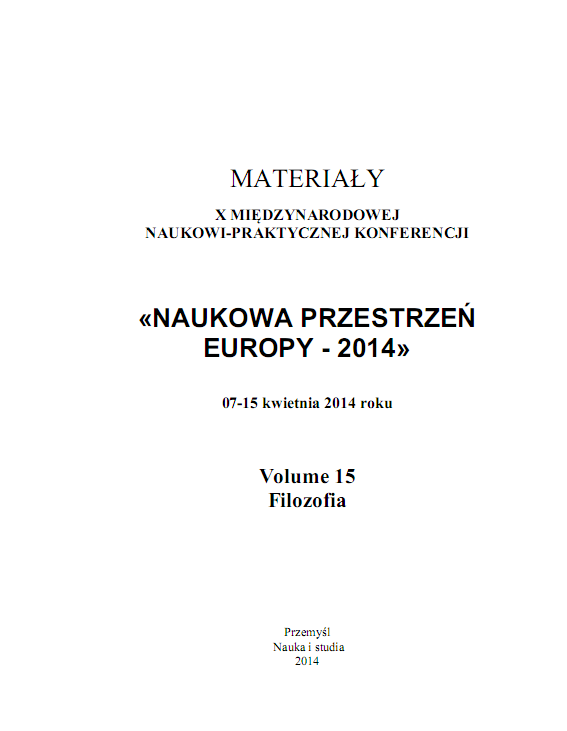 MATERIAŁY
X MIĘDZYNARODOWEJ
NAUKOWI-PRAKTYCZNEJ KONFERENCJI
«NAUKOWA PRZESTRZEŃ
EUROPY - 2014»
07-15 kwietnia 2014 roku
Volume 15
Filozofia
Przemyśl
Nauka i studia
2014